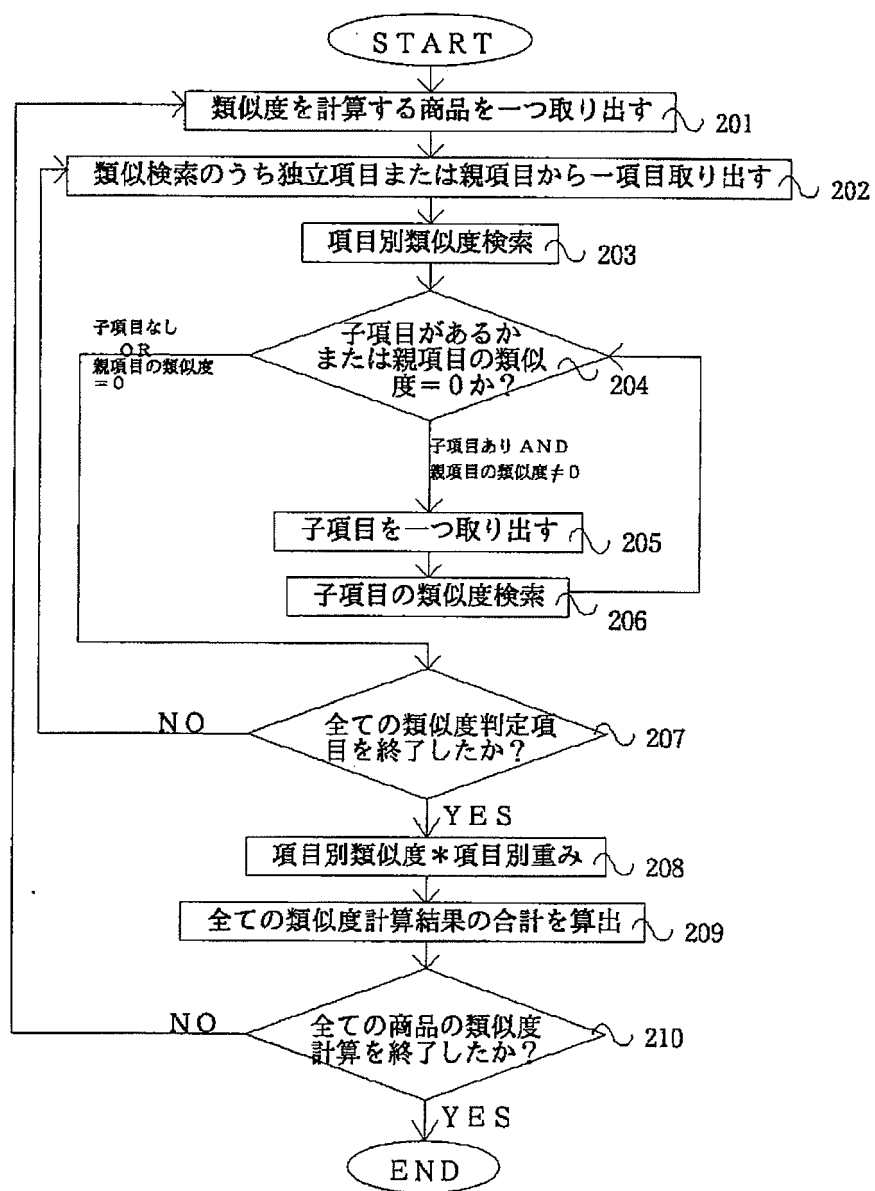 START
類似度を計算する商品を一つ取り出す
201
類似検索のうち独立項目または親項目から一項目取り出す
202
項目別類似度検索
203
子項目があるか
または親項目の類似
度＝0か？
204
子項目なし
OR
親項目の類似度
＝0
子項目あり AND
親項目の類似度≠0
子項目を一つ取り出す
205
子項目の類似度検索
206
全ての類似度判定項
目を終了したか？
207
NO
YES
項目別類似度＊項目別重み
208
全ての類似度計算結果の合計を算出
209
全ての商品の類似度
計算を終了したか？
210
NO
YES
END